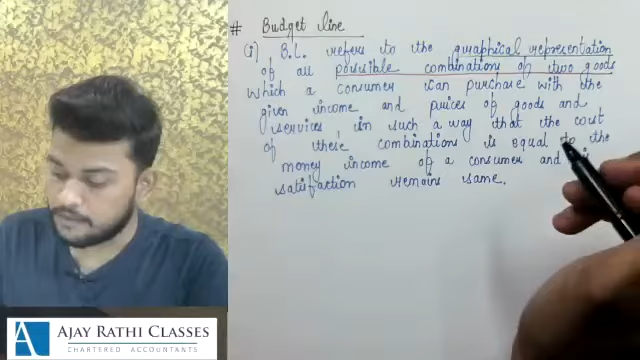 # Budget line
(i) B.L. refers to the graphical representation
of all possible combinations of two goods
which a consumer can purchase with the
given income and prices of goods and
services, in such a way that the cost
of these combinations is equal to the
money income of a consumer and
satisfaction remains same.
A
AJAY RATHI CLASSES
CHARTERED ACCOUNTANTS